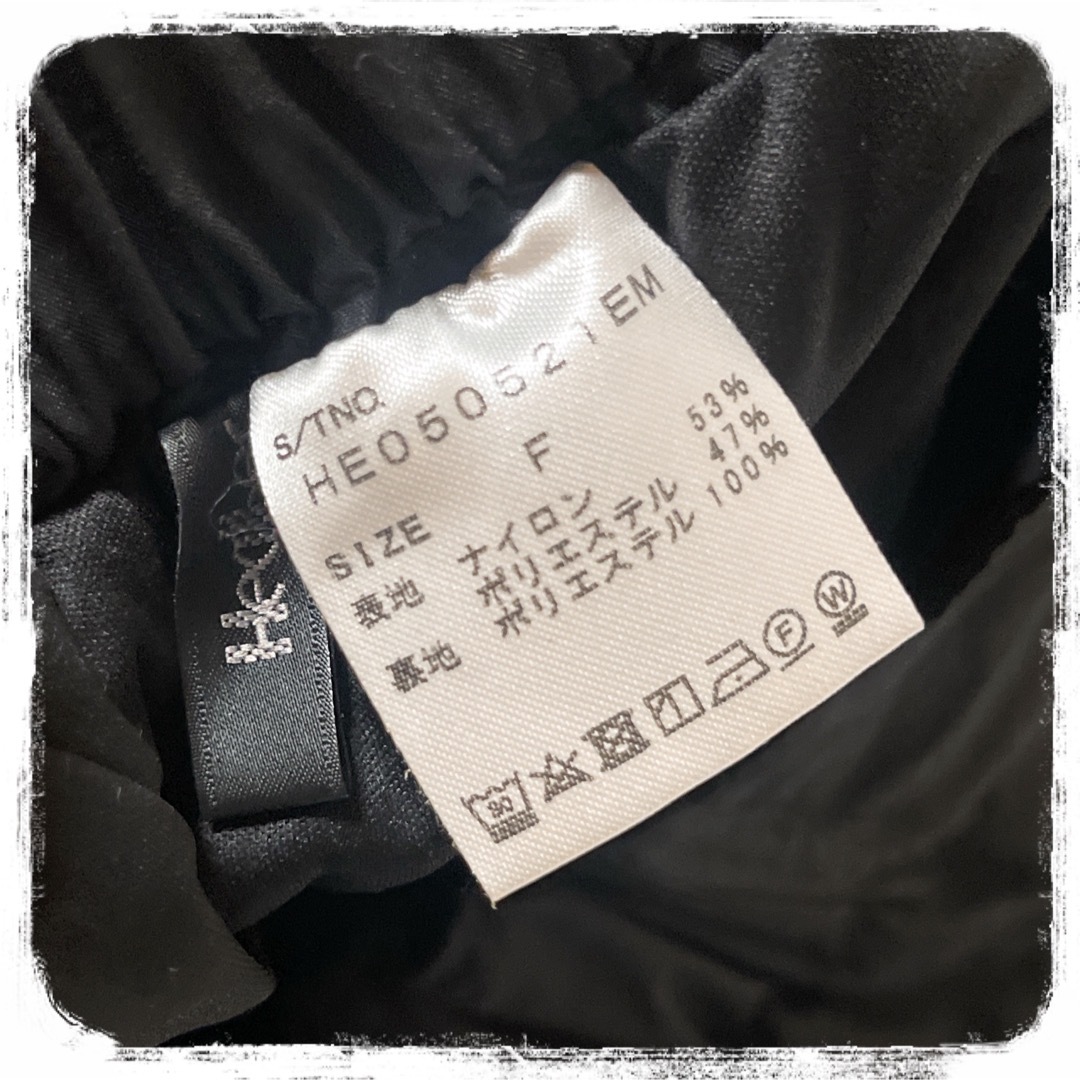 S/TNO.
HE050521EM
SIZE F
表地 ナイロン 53%
ポリエステル 47%
裏地 ポリエステル 100%
30
F
W